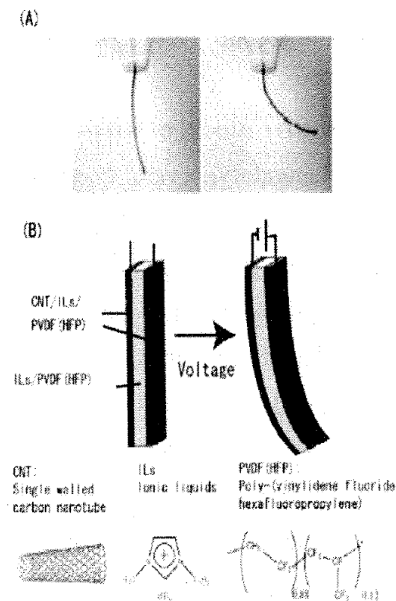 (A)
(B)
CNT/ILs/
PVDF(HFP)
ILs/PVDF(HFP)
Voltage
CNT:
Single walled
carbon nanotube
ILs
Ionic liquids
PVDF(HFP):
Poly-(vinylidene fluoride
hexafluoropropylene)